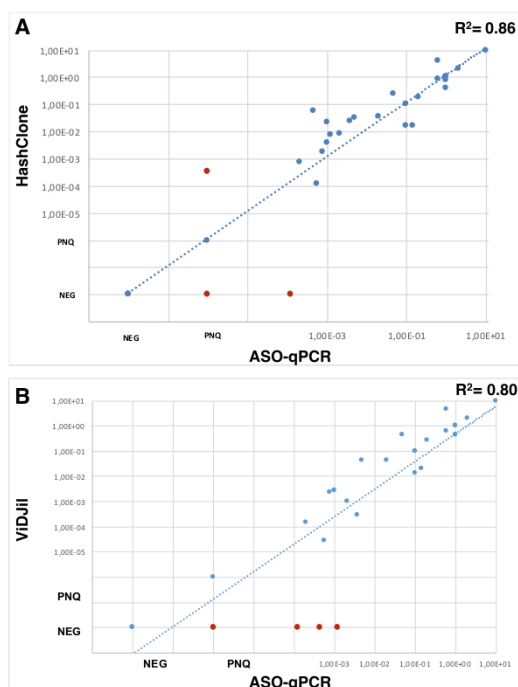 A
R²= 0.86
1,00E+01
1,00E+00
1,00E-01
1,00E-02
1,00E-03
1,00E-04
1,00E-05
PNQ
NEG
HashClone
NEG
PNQ
1,00E-03
1,00E-01
1,00E+01
ASO-qPCR
B
R²= 0.80
1,00E+01
1,00E+00
1,00E-01
1,00E-02
1,00E-03
1,00E-04
1,00E-05
PNQ
NEG
ViDJil
NEG
PNQ
1,00E-03
1,00E-02
1,00E-01
1,00E+00
1,00E+01
ASO-qPCR